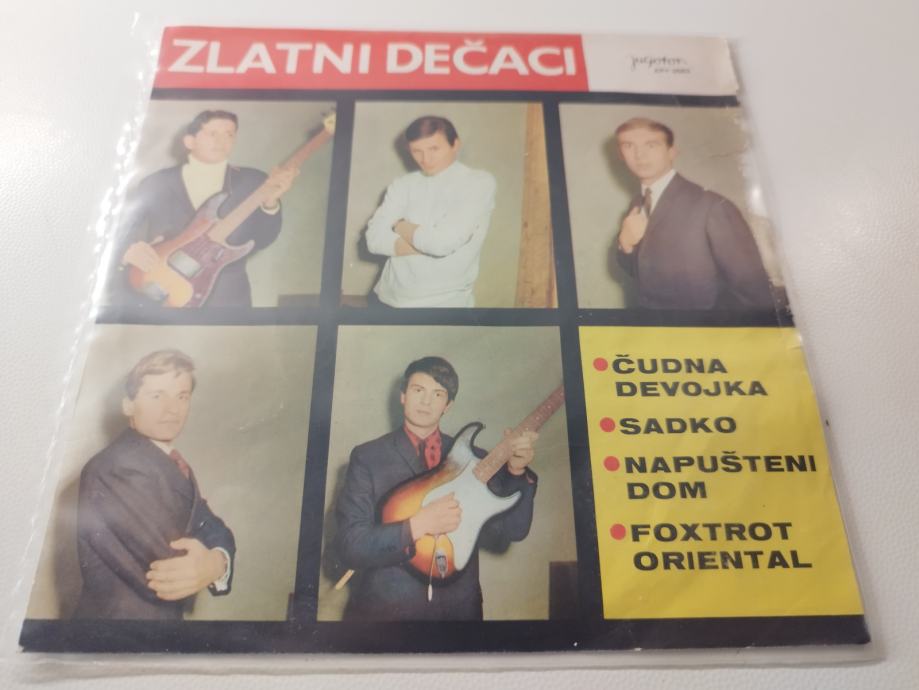 ZLATNI DEČACI
jugoton
ČUDNA
DEVOJKA
SADKO
NAPUŠTENI
DOM
FOXTROT
ORIENTAL